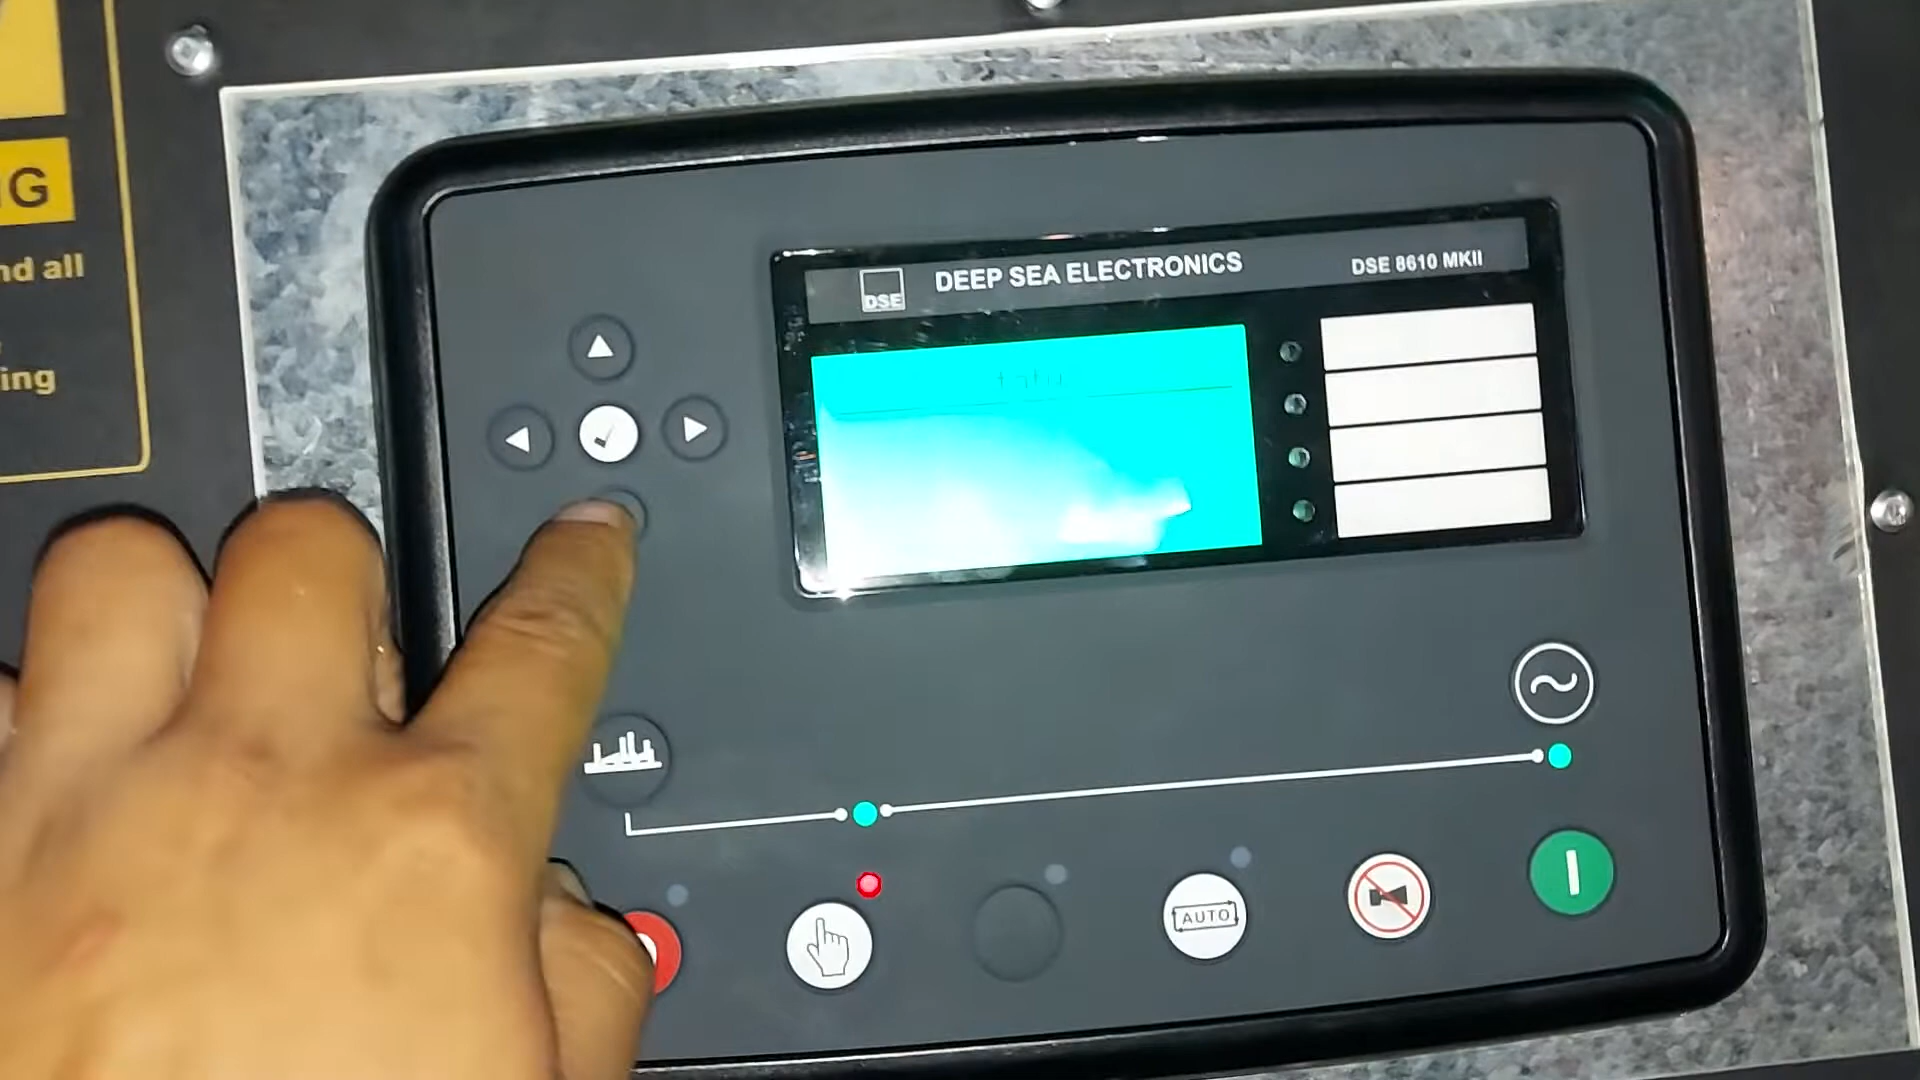 G
nd all
ing
DSE
DEEP SEA ELECTRONICS
DSE 8610 MKII
AUTO